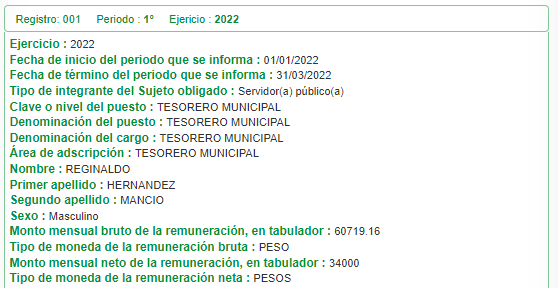 Registro: 001 Periodo : 1º Ejericio : 2022
Ejercicio : 2022
Fecha de inicio del periodo que se informa : 01/01/2022
Fecha de término del periodo que se informa : 31/03/2022
Tipo de integrante del Sujeto obligado : Servidor(a) público(a)
Clave o nivel del puesto : TESORERO MUNICIPAL
Denominación del puesto : TESORERO MUNICIPAL
Denominación del cargo : TESORERO MUNICIPAL
Área de adscripción : TESORERO MUNICIPAL
Nombre : REGINALDO
Primer apellido : HERNANDEZ
Segundo apellido : MANCIO
Sexo : Masculino
Monto mensual bruto de la remuneración, en tabulador : 60719.16
Tipo de moneda de la remuneración bruta : PESO
Monto mensual neto de la remuneración, en tabulador : 34000
Tipo de moneda de la remuneración neta : PESOS